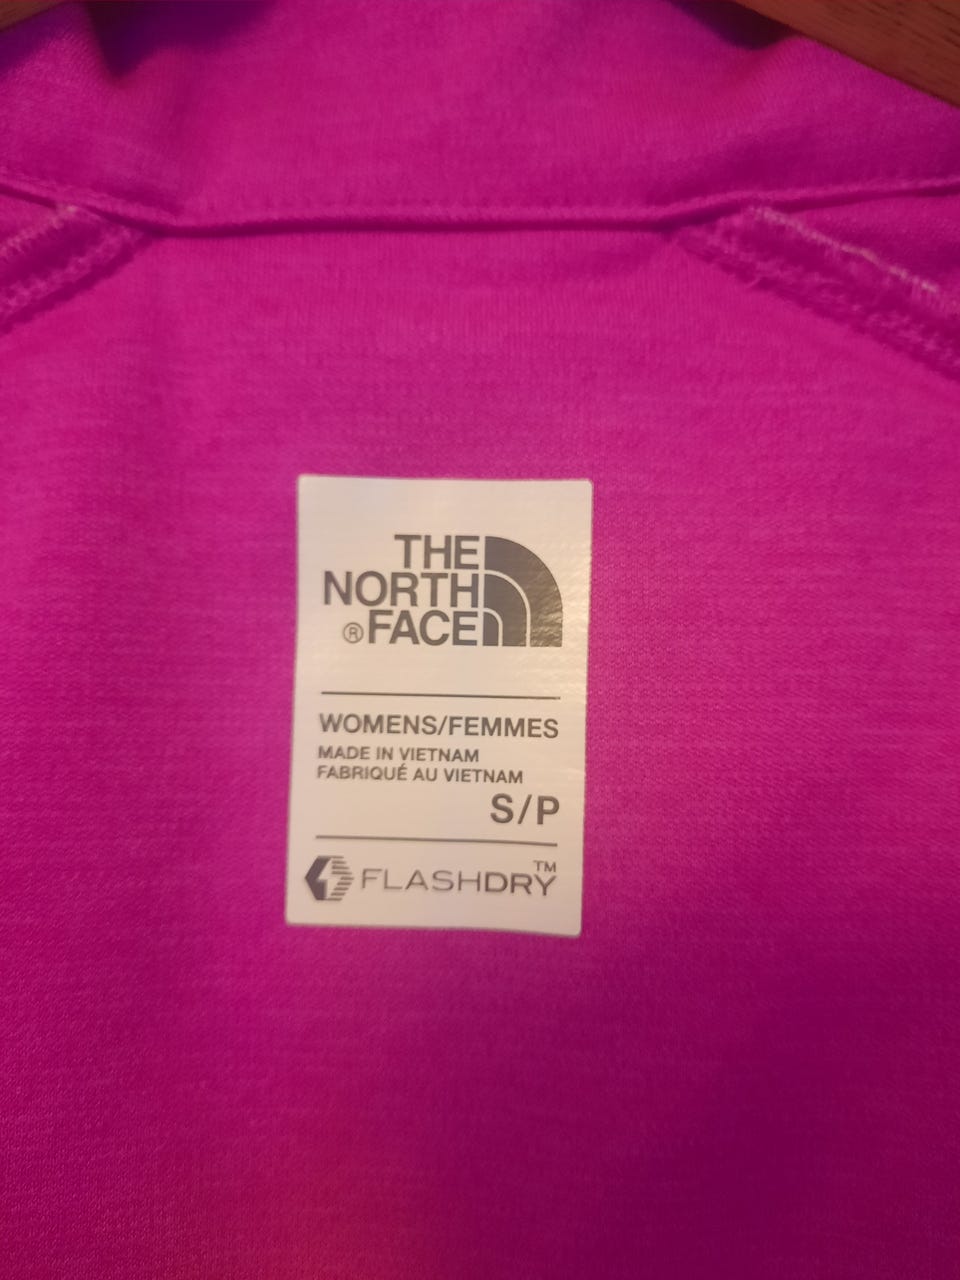 THE
NORTH
®FACE
WOMENS/FEMMES
MADE IN VIETNAM
FABRIQUÉ AU VIETNAM
S/P
FLASHDRY™